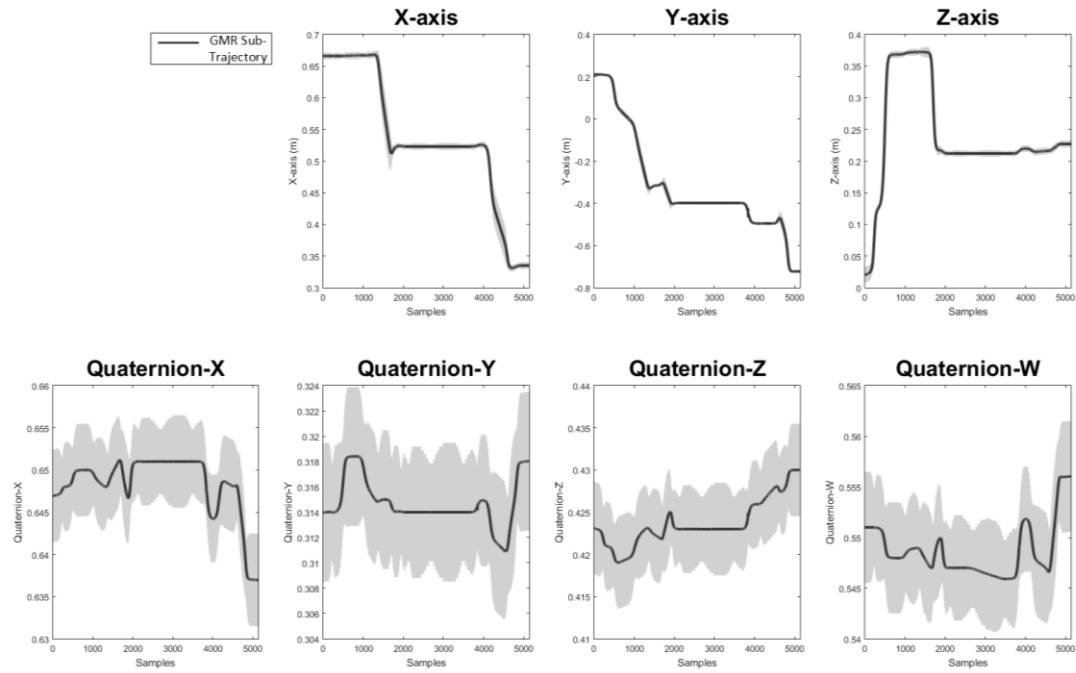 X-axis
Y-axis
Z-axis
GMR Sub-
Trajectory
0.7
0.65
0.6
0.55
0.5
0.45
0.4
0.35
0.3
X-axis (m)
0 1000 2000 3000 4000 5000
Samples
0.4
0.2
0
-0.2
-0.4
-0.6
-0.8
Y-axis (m)
0 1000 2000 3000 4000 5000
Samples
0.4
0.35
0.3
0.25
0.2
0.15
0.1
0.05
0
Z-axis (m)
0 1000 2000 3000 4000 5000
Samples
Quaternion-X
Quaternion-Y
Quaternion-Z
Quaternion-W
0.66
0.655
0.650
0.645
0.64
0.635
0.63
Quaternion-X
0 1000 2000 3000 4000 5000
Samples
0.324
0.322
0.32
0.318
0.316
0.314
0.312
0.31
0.308
0.306
0.304
Quaternion-Y
0 1000 2000 3000 4000 5000
Samples
0.44
0.435
0.43
0.425
0.42
0.415
0.41
Quaternion-Z
0 1000 2000 3000 4000 5000
Samples
0.565
0.56
0.555
0.55
0.545
0.54
Quaternion-W
0 1000 2000 3000 4000 5000
Samples